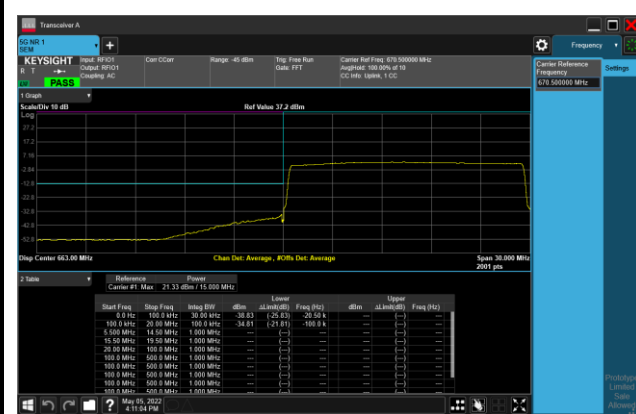 Transceiver A
5G NR 1
SEM
Frequency
KEYSIGHT
R T
PASS
Input: RFIO1
Output: RFIO1
Coupling: AC
Corr CCorr
Range: -45 dBm
Trig: Free Run
Gate: FFT
Carrier Ref Freq: 670.500000 MHz
Avg|Hold: 100.00% of 10
CC Info: Uplink, 1 CC
Carrier Reference
Frequency
670.500000 MHz
Settings
1 Graph
Scale/Div 10 dB
Ref Value 37.2 dBm
Log
27.2
17.2
7.16
-2.84
-12.8
-22.8
-32.8
-42.8
-52.8
Disp Center 663.00 MHz
Chan Det: Average , #Offs Det: Average
Span 30.000 MHz
2001 pts
2 Table
Reference Power
Carrier #1 Max 21.33 dBm / 15.000 MHz
Lower Upper
Start Freq Stop Freq Integ BW dBm ΔLimit(dB) Freq (Hz) dBm ΔLimit(dB) Freq (Hz)
0.0 Hz 100.0 kHz 30.00 kHz -38.83 (-25.83) -20.50 k --- (---) ---
100.0 kHz 20.00 MHz 100.0 kHz -34.81 (-21.81) -100.0 k --- (---) ---
5.500 MHz 14.50 MHz 1.000 MHz --- (---) --- --- (---) ---
15.50 MHz 19.50 MHz 1.000 MHz --- (---) --- --- (---) ---
20.00 MHz 100.0 MHz 1.000 MHz --- (---) --- --- (---) ---
100.0 MHz 500.0 MHz 1.000 MHz --- (---) --- --- (---) ---
100.0 MHz 500.0 MHz 1.000 MHz --- (---) --- --- (---) ---
100.0 MHz 500.0 MHz 1.000 MHz --- (---) --- --- (---) ---
100.0 MHz 500.0 MHz 1.000 MHz --- (---) --- --- (---) ---
?
May 05, 2022
4:11:04 PM
Limited
Sale
Allowed